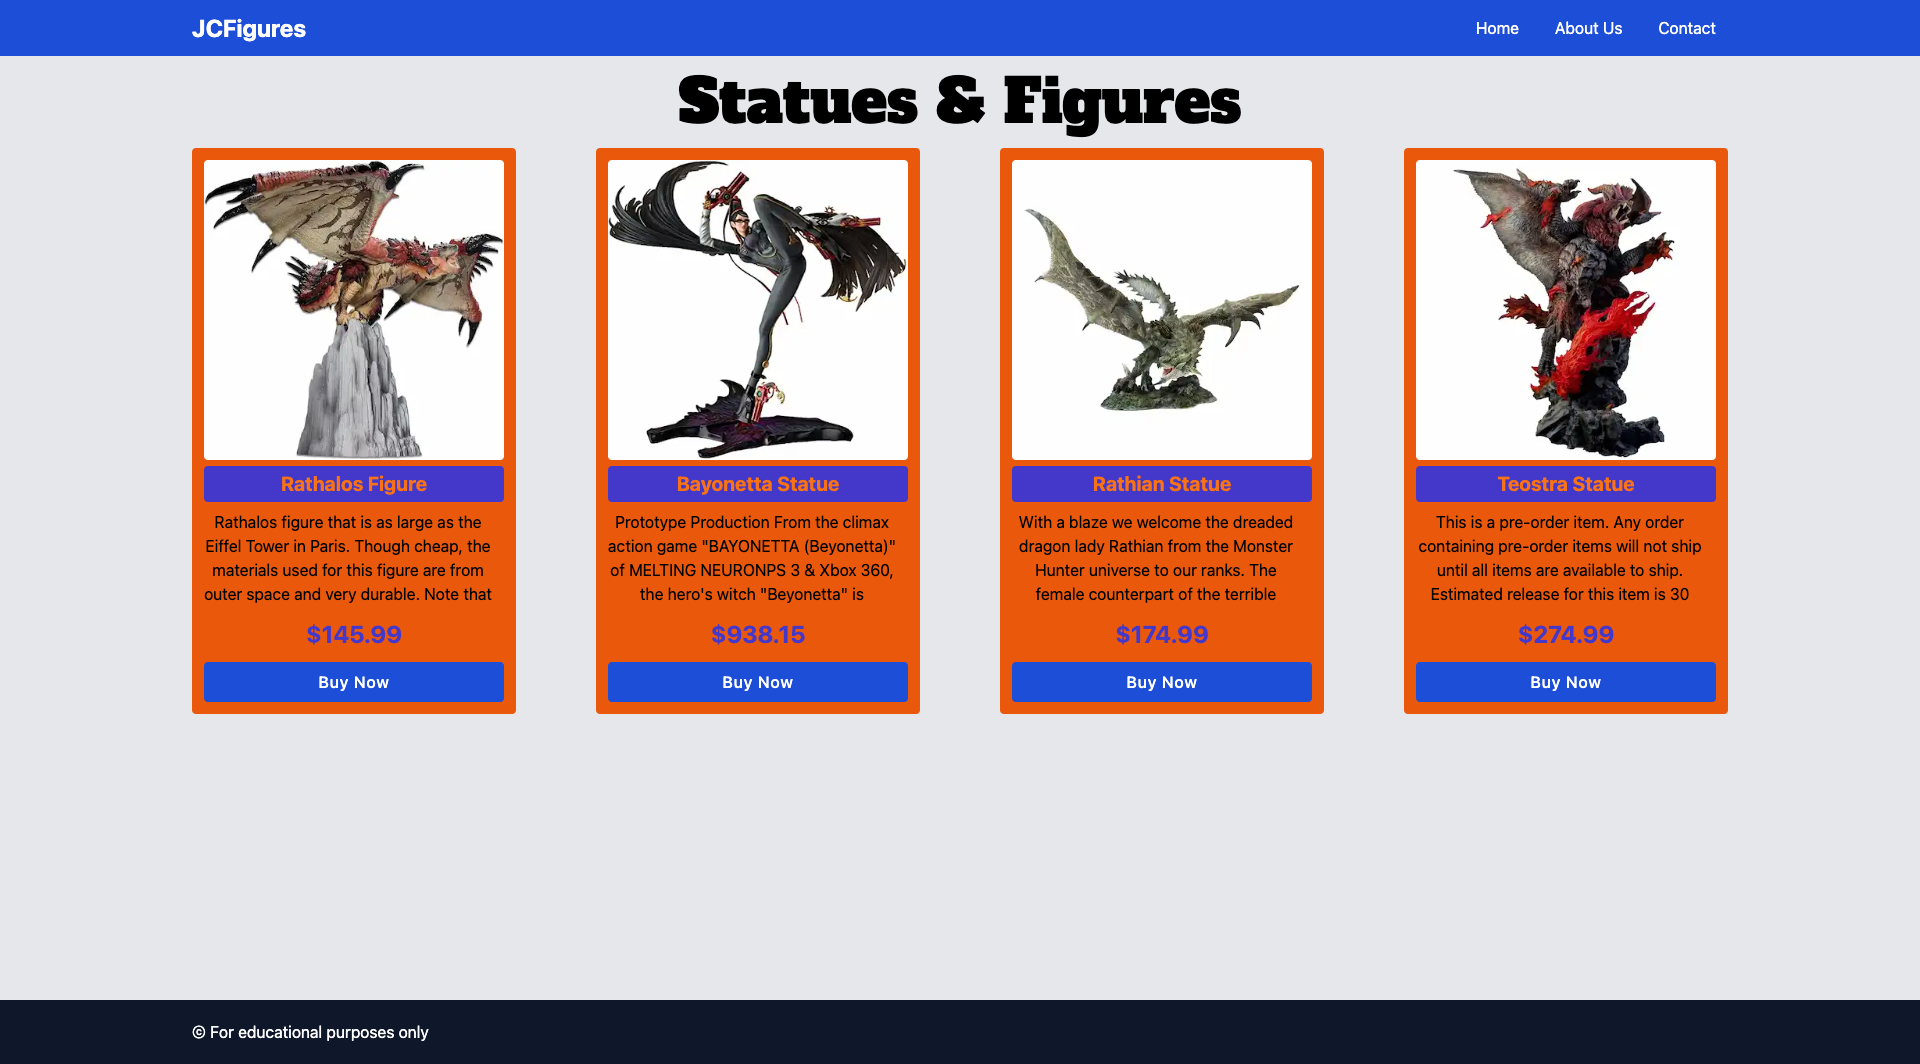 JCFigures
Home
About Us
Contact
Statues & Figures
Rathalos Figure
Rathalos figure that is as large as the
Eiffel Tower in Paris. Though cheap, the
materials used for this figure are from
outer space and very durable. Note that
$145.99
Buy Now
Bayonetta Statue
Prototype Production From the climax
action game "BAYONETTA (Beyonetta)"
of MELTING NEURONPS 3 & Xbox 360,
the hero's witch "Beyonetta" is
$938.15
Buy Now
Rathian Statue
With a blaze we welcome the dreaded
dragon lady Rathian from the Monster
Hunter universe to our ranks. The
female counterpart of the terrible
$174.99
Buy Now
Teostra Statue
This is a pre-order item. Any order
containing pre-order items will not ship
until all items are available to ship.
Estimated release for this item is 30
$274.99
Buy Now
© For educational purposes only